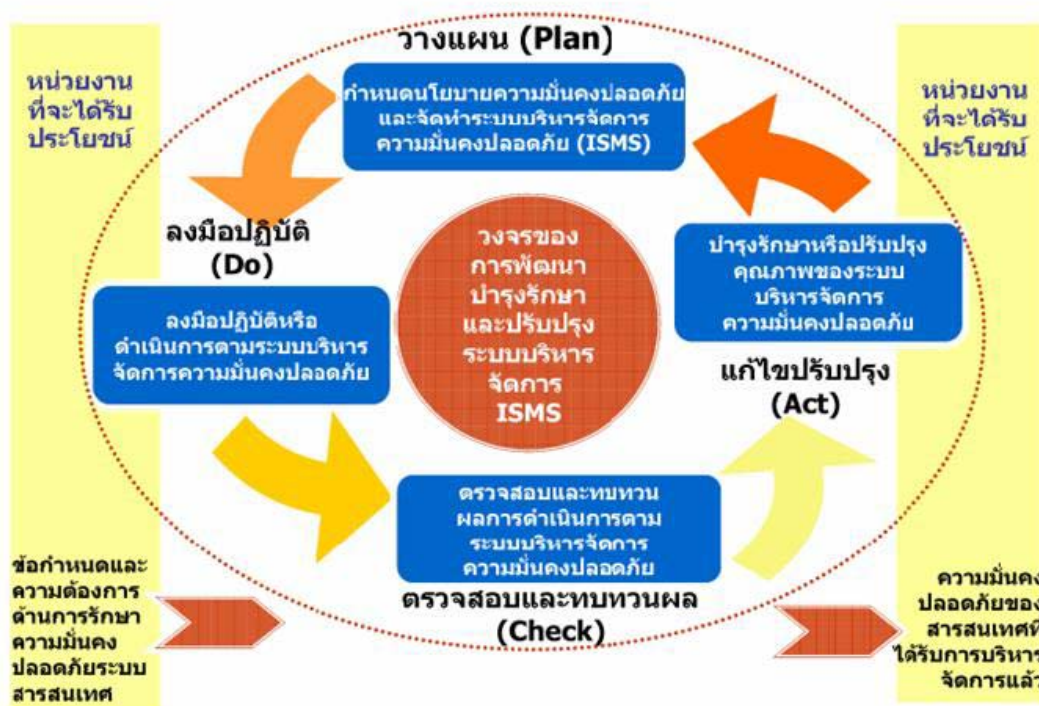 วางแผน (Plan)
กำหนดนโยบายความมั่นคงปลอดภัย
และจัดทำระบบบริหารจัดการ
ความมั่นคงปลอดภัย (ISMS)
หน่วยงาน
ที่จะได้รับ
ประโยชน์
หน่วยงาน
ที่จะได้รับ
ประโยชน์
ลงมือปฏิบัติ
(Do)
ลงมือปฏิบัติหรือ
ดำเนินการตามระบบบริหาร
จัดการความมั่นคงปลอดภัย
วงจรของ
การพัฒนา
บำรุงรักษา
และปรับปรุง
ระบบบริหาร
จัดการ
ISMS
บำรุงรักษาหรือปรับปรุง
คุณภาพของระบบ
บริหารจัดการ
ความมั่นคงปลอดภัย
แก้ไขปรับปรุง
(Act)
ตรวจสอบและทบทวน
ผลการดำเนินการตาม
ระบบบริหารจัดการ
ความมั่นคงปลอดภัย
ตรวจสอบและทบทวนผล
(Check)
ข้อกำหนดและ
ความต้องการ
ด้านการรักษา
ความมั่นคง
ปลอดภัยระบบ
สารสนเทศ
ความมั่นคง
ปลอดภัยของ
สารสนเทศที่
ได้รับการบริหาร
จัดการแล้ว